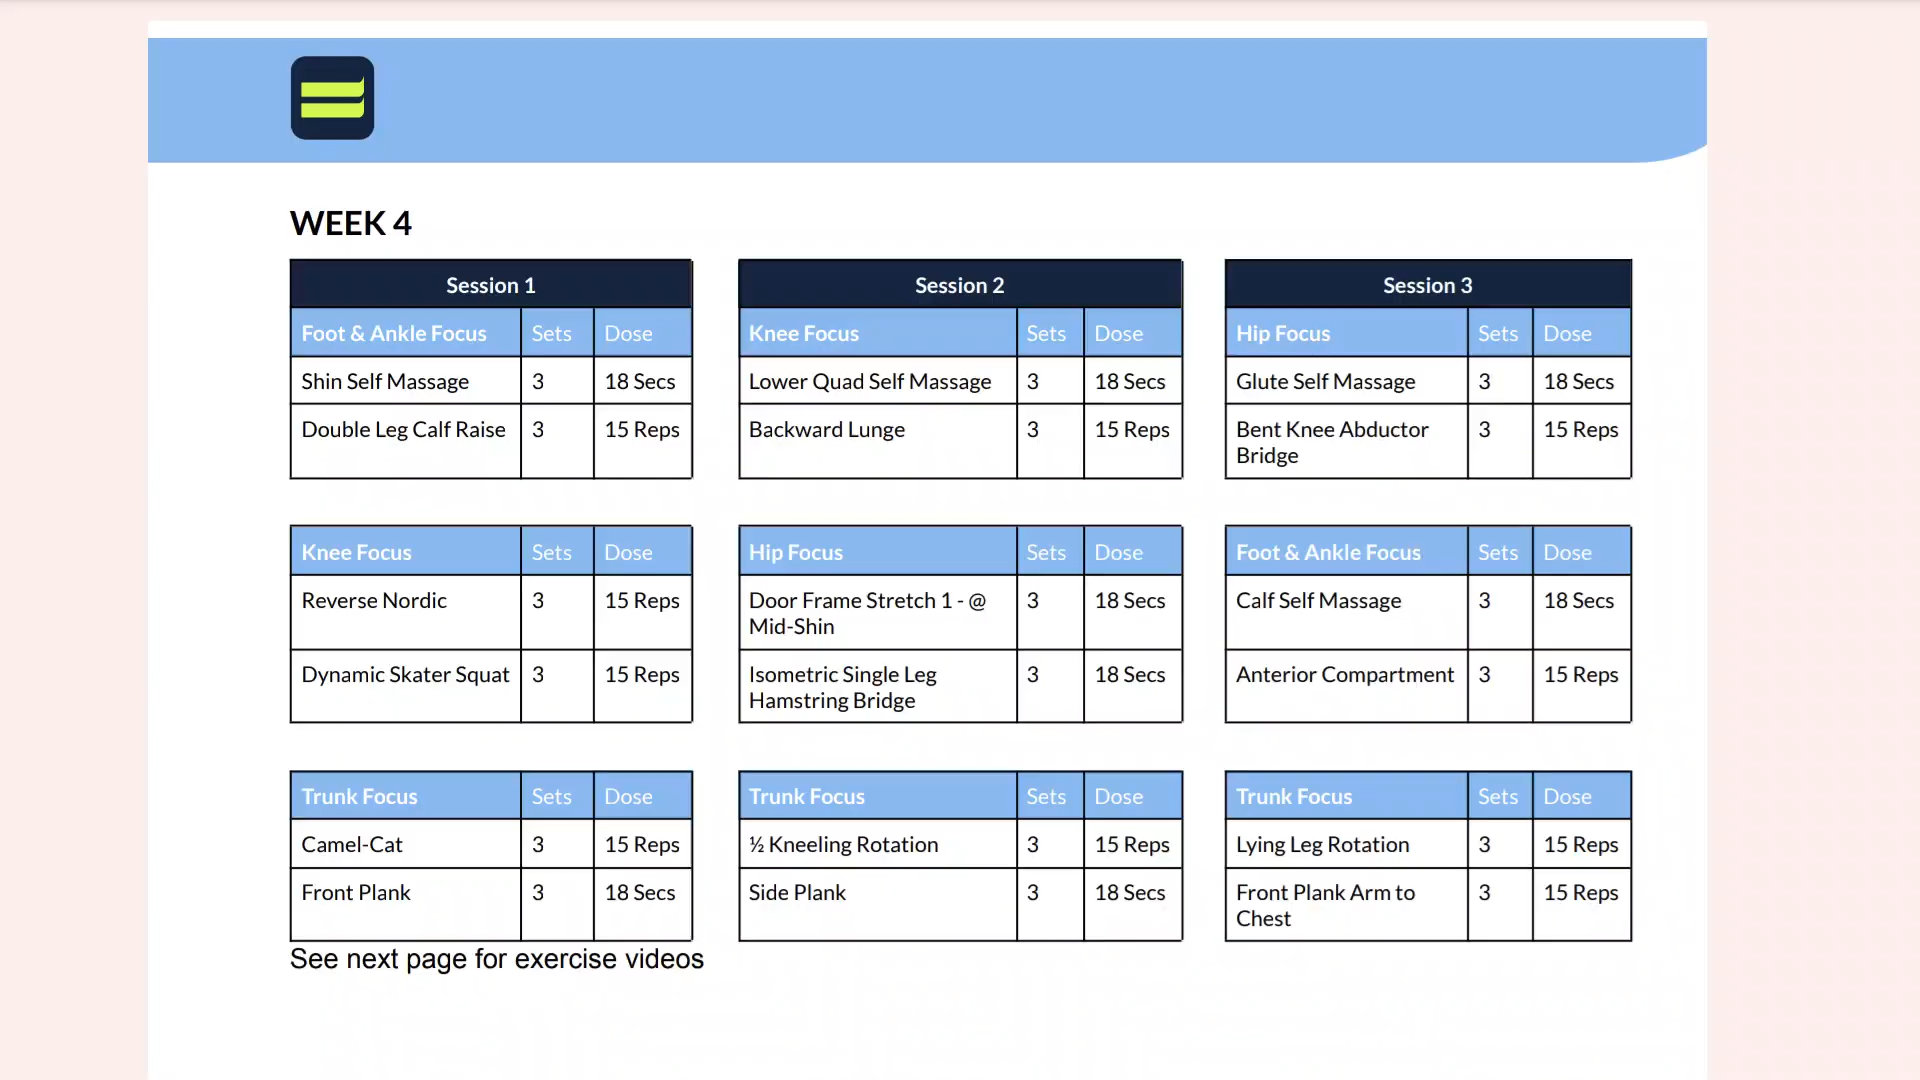 WEEK 4
Session 1
Foot & Ankle Focus Sets Dose
Shin Self Massage 3 18 Secs
Double Leg Calf Raise 3 15 Reps
Knee Focus Sets Dose
Reverse Nordic 3 15 Reps
Dynamic Skater Squat 3 15 Reps
Trunk Focus Sets Dose
Camel-Cat 3 15 Reps
Front Plank 3 18 Secs
Session 2
Knee Focus Sets Dose
Lower Quad Self Massage 3 18 Secs
Backward Lunge 3 15 Reps
Hip Focus Sets Dose
Door Frame Stretch 1 - @ 3 18 Secs
Mid-Shin
Isometric Single Leg 3 18 Secs
Hamstring Bridge
Trunk Focus Sets Dose
½ Kneeling Rotation 3 15 Reps
Side Plank 3 18 Secs
Session 3
Hip Focus Sets Dose
Glute Self Massage 3 18 Secs
Bent Knee Abductor 3 15 Reps
Bridge
Foot & Ankle Focus Sets Dose
Calf Self Massage 3 18 Secs
Anterior Compartment 3 15 Reps
Trunk Focus Sets Dose
Lying Leg Rotation 3 15 Reps
Front Plank Arm to 3 15 Reps
Chest
See next page for exercise videos